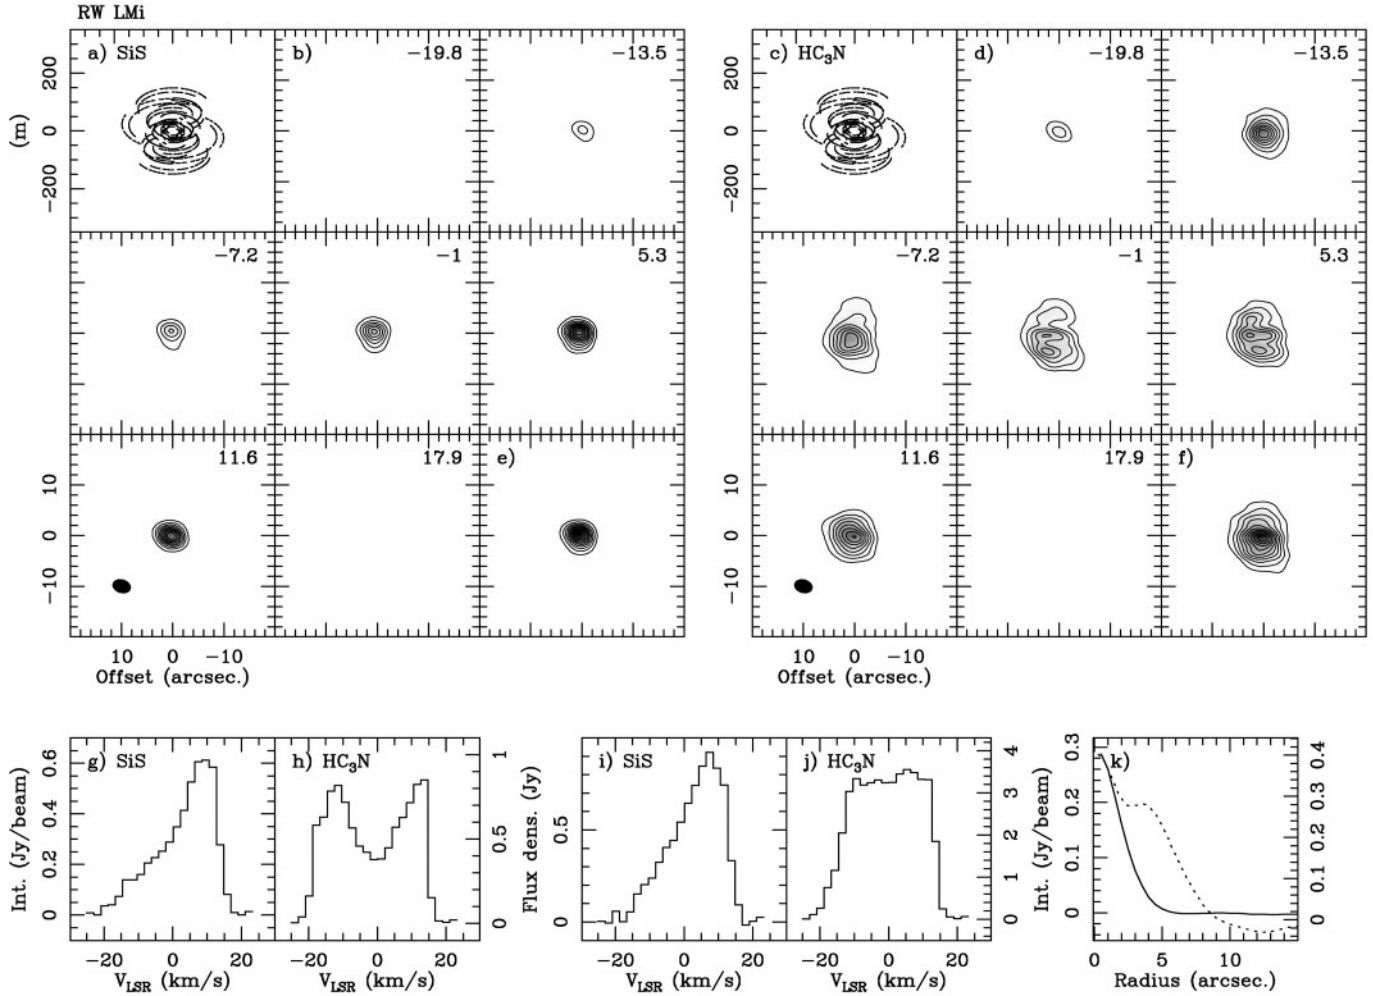 RW LMi
a) SiS
b) −19.8
−13.5
c) HC3N
d) −19.8
−13.5
200
0
−200
(m)
−7.2
−1
5.3
−7.2
−1
5.3
11.6
17.9
e)
11.6
17.9
f)
10
0
−10
10
0
−10
10 0 −10
Offset (arcsec.)
10 0 −10
Offset (arcsec.)
g) SiS
h) HC3N
i) SiS
j) HC3N
k)
Int. (Jy/beam)
0.6
0.4
0.2
0
1
0.5
0
Flux dens. (Jy)
0.5
0
4
3
2
1
0
Int. (Jy/beam)
0.3
0.2
0.1
0
0.4
0.3
0.2
0.1
0
−20 0 20
VLSR (km/s)
−20 0 20
VLSR (km/s)
−20 0 20
VLSR (km/s)
−20 0 20
VLSR (km/s)
0 5 10
Radius (arcsec.)